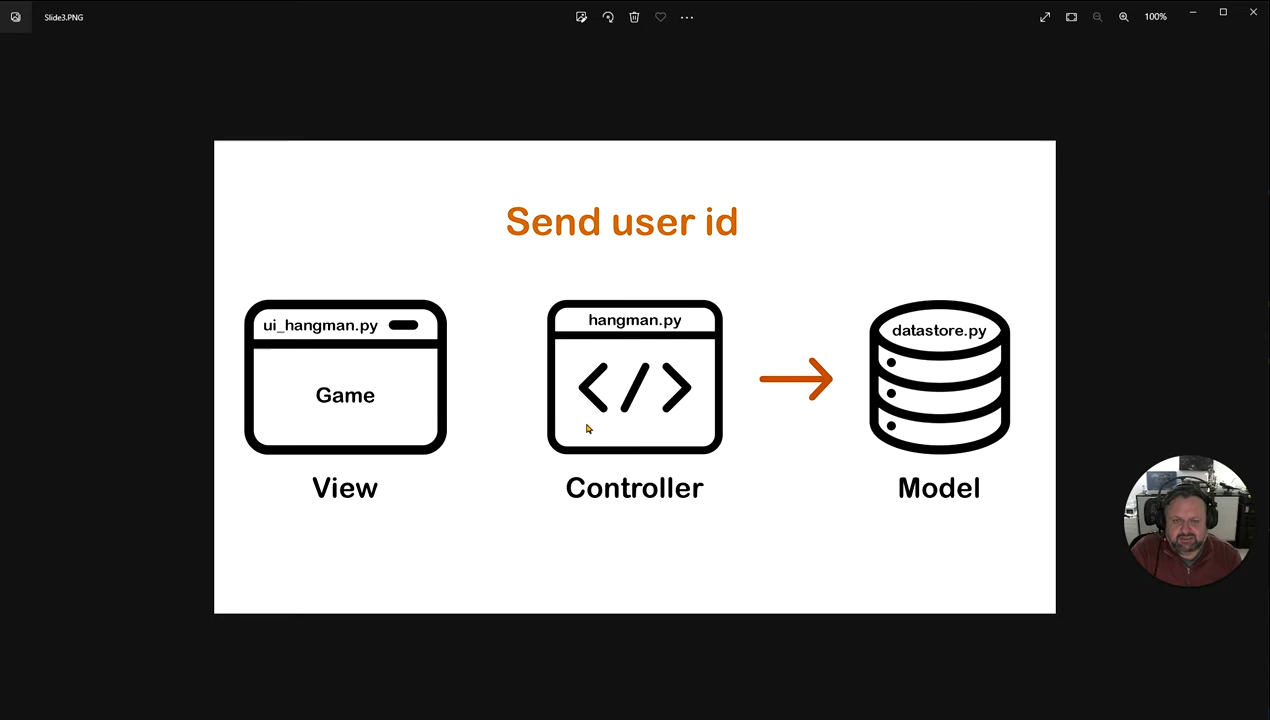 Slide3.PNG
100%
Send user id
ui_hangman.py
hangman.py
datastore.py
Game
View
Controller
Model